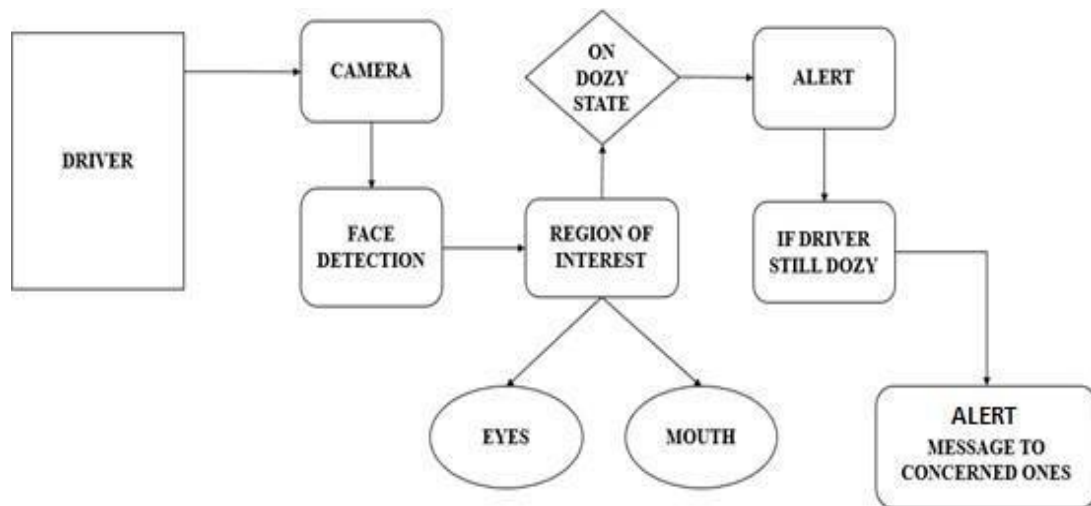 DRIVER
CAMERA
FACE
DETECTION
REGION OF
INTEREST
EYES
MOUTH
ON
DOZY
STATE
ALERT
IF DRIVER
STILL DOZY
ALERT
MESSAGE TO
CONCERNED ONES